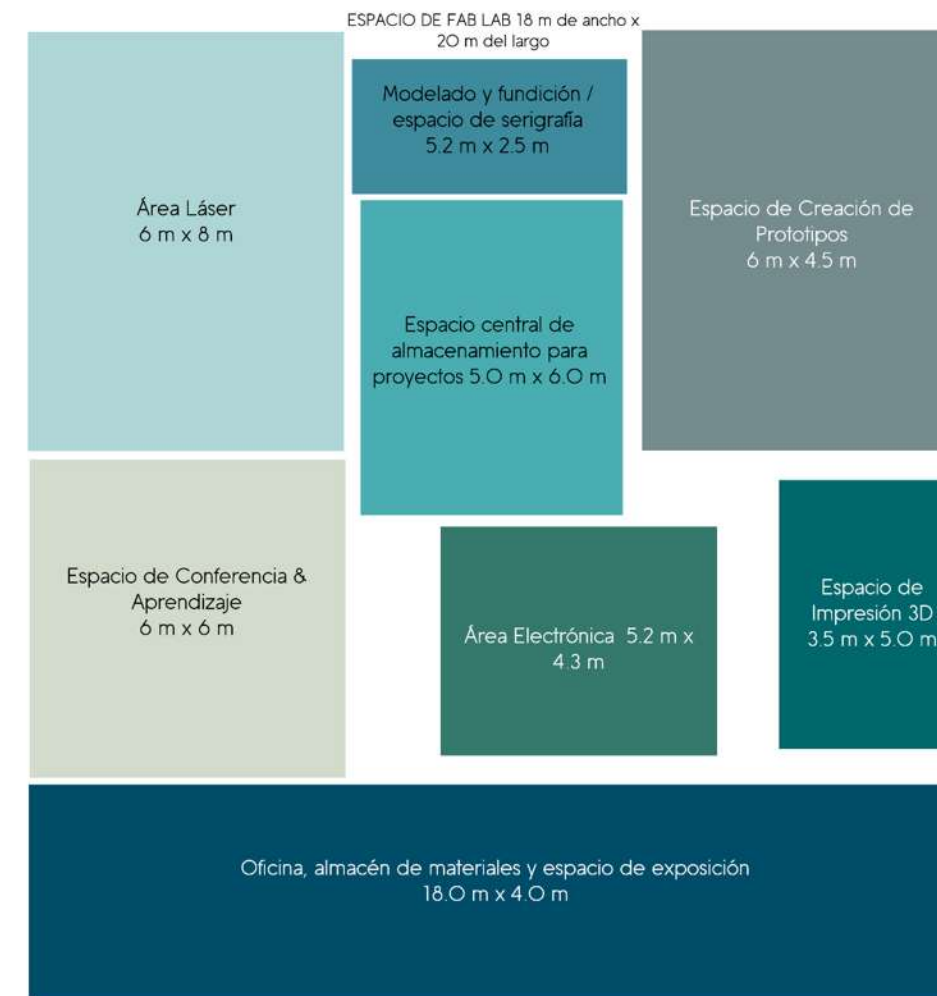 ESPACIO DE FAB LAB 18 m de ancho x
20 m del largo
Modelado y fundición /
espacio de serigrafía
5.2 m x 2.5 m
Área Láser
6 m x 8 m
Espacio de Creación de
Prototipos
6 m x 4.5 m
Espacio central de
almacenamiento para
proyectos 5.0 m x 6.0 m
Espacio de Conferencia &
Aprendizaje
6 m x 6 m
Área Electrónica 5.2 m x
4.3 m
Espacio de
Impresión 3D
3.5 m x 5.0 m
Oficina, almacén de materiales y espacio de exposición
18.0 m x 4.0 m